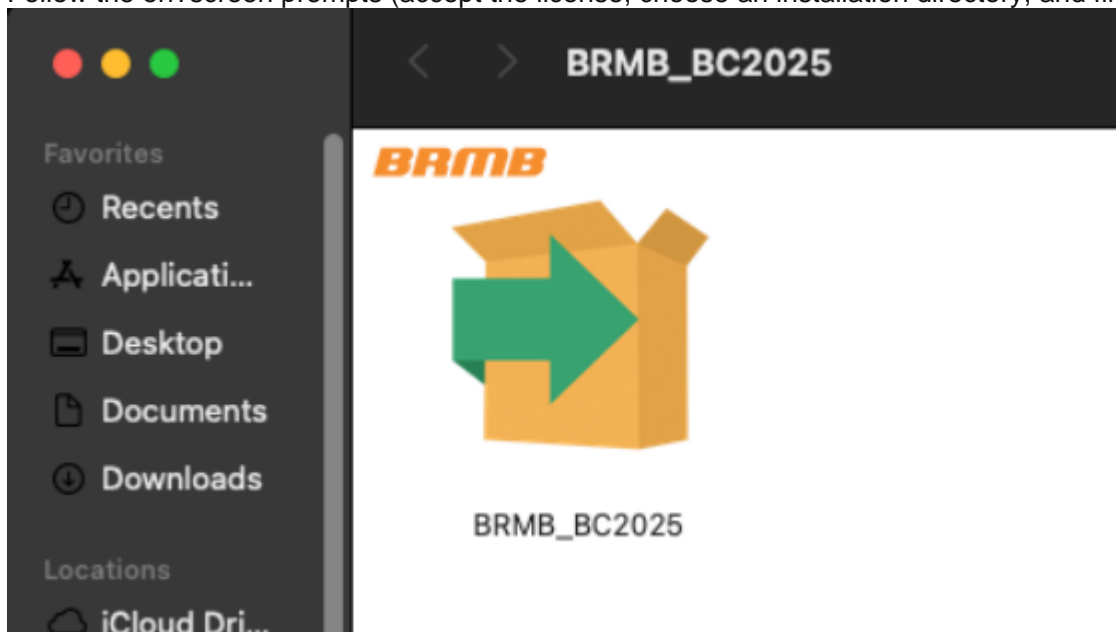 BRMB_BC2025
Favorites
Recents
Applicati...
Desktop
Documents
Downloads
Locations
iCloud Dri...
BRMB
BRMB_BC2025